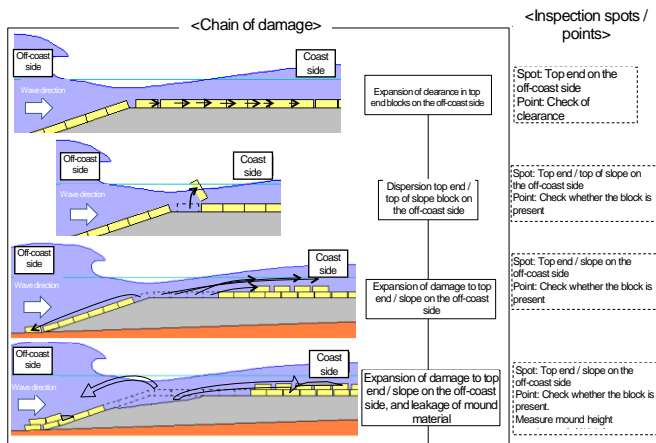 <Chain of damage>
<Inspection spots /
points>
Off-coast
side
Coast
side
Wave direction
Expansion of clearance in top
end blocks on the off-coast side
Spot: Top end on the
off-coast side
Point: Check of
clearance
Off-coast
side
Coast
side
Wave direction
Dispersion top end /
top of slope block on
the off-coast side
Spot: Top end / top of slope on
the off-coast side
Point: Check whether the block is
present
Off-coast
side
Coast
side
Wave direction
Expansion of damage to top
end / slope on the off-coast
side
Spot: Top end / slope on the
off-coast side
Point: Check whether the block is
present
Off-coast
side
Coast
side
Wave direction
Expansion of damage to top
end / slope on the off-coast
side, and leakage of mound
material
Spot: Top end / slope on the
off-coast side
Point: Check whether the block is
present.
Measure mound height